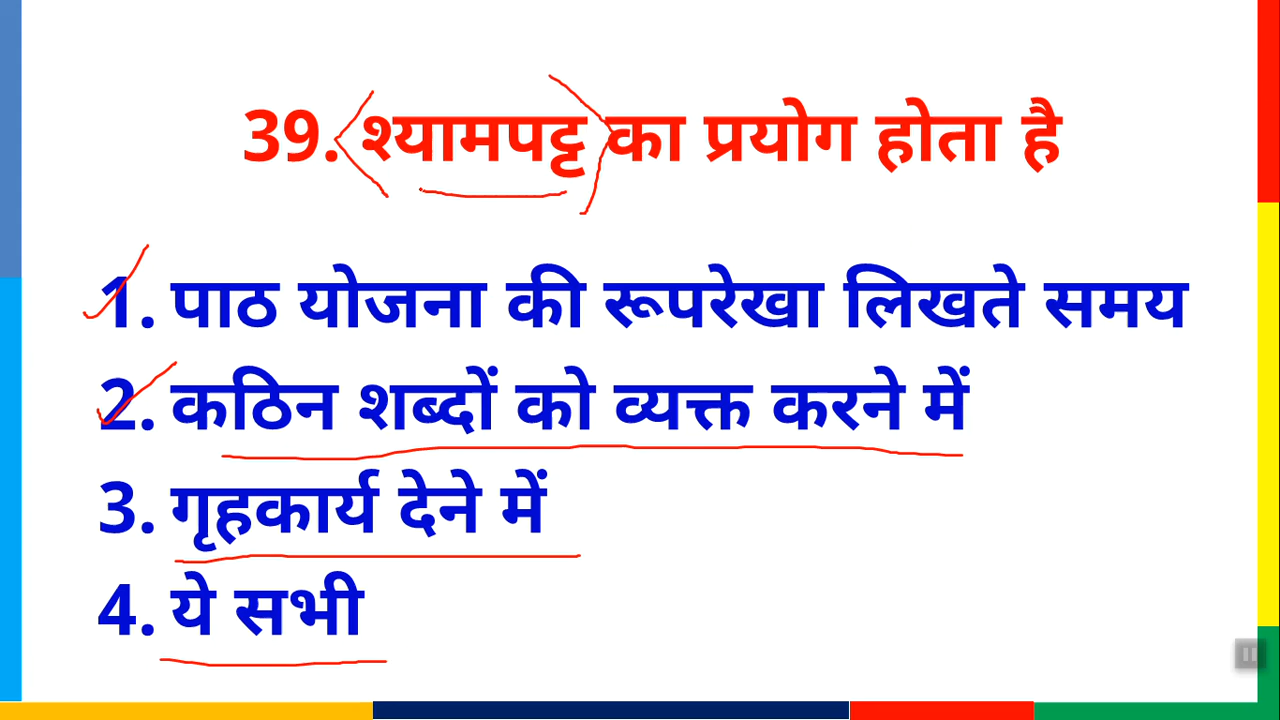 39. श्यामपट्ट का प्रयोग होता है
1. पाठ योजना की रूपरेखा लिखते समय
2. कठिन शब्दों को व्यक्त करने में
3. गृहकार्य देने में
4. ये सभी